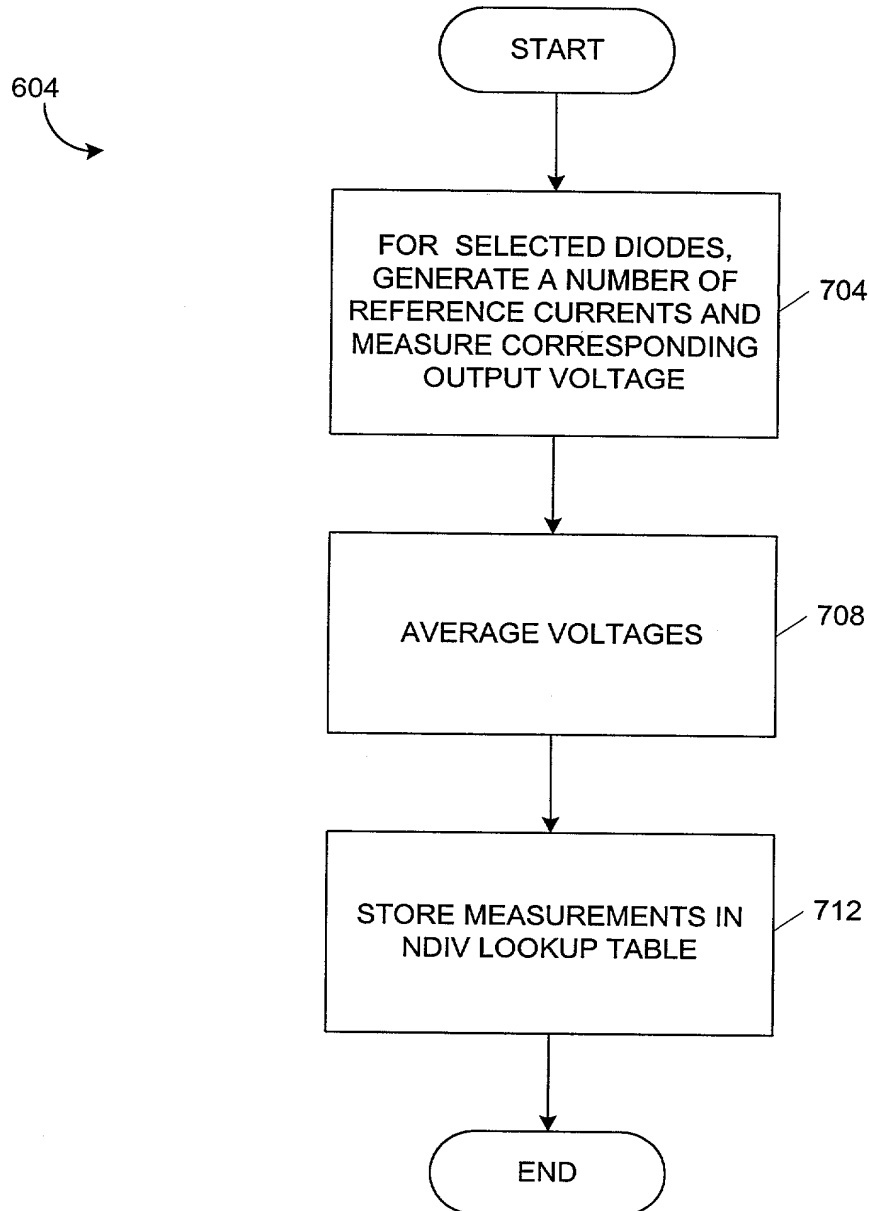 START
604
FOR SELECTED DIODES,
GENERATE A NUMBER OF
REFERENCE CURRENTS AND
MEASURE CORRESPONDING
OUTPUT VOLTAGE
704
AVERAGE VOLTAGES
708
STORE MEASUREMENTS IN
NDIV LOOKUP TABLE
712
END